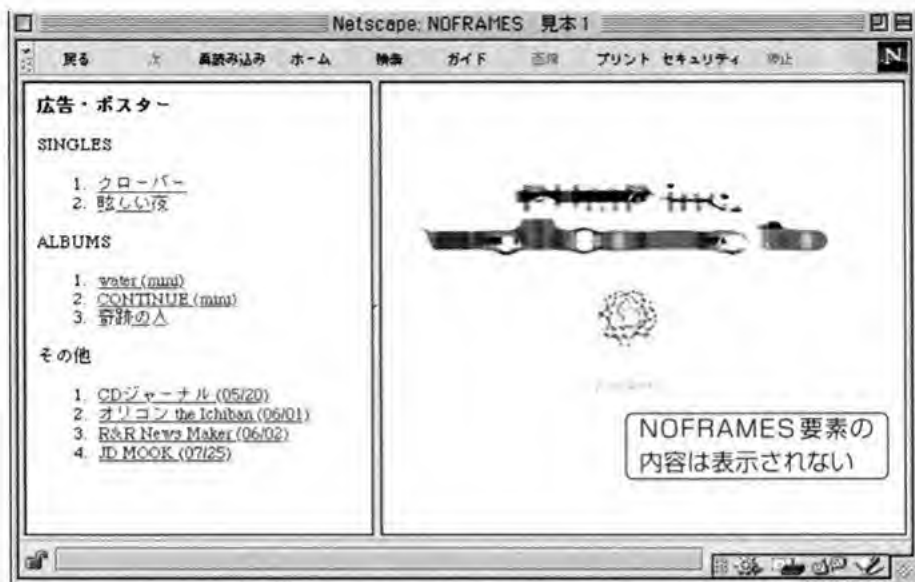 Netscape: NOFRAMES 見本1
戻る 次 再読み込み ホーム 検索 ガイド 画像 プリント セキュリティ 停止 N
広告・ポスター
SINGLES
1. クローバー
2. 眩しい夜
ALBUMS
1. water (mini)
2. CONTINUE (mini)
3. 奇跡の人
その他
1. CDジャーナル (05/20)
2. オリコン the Ichiban (06/01)
3. R&R News Maker (06/02)
4. JD MOOK (07/25)
NOFRAMES要素の
内容は表示されない